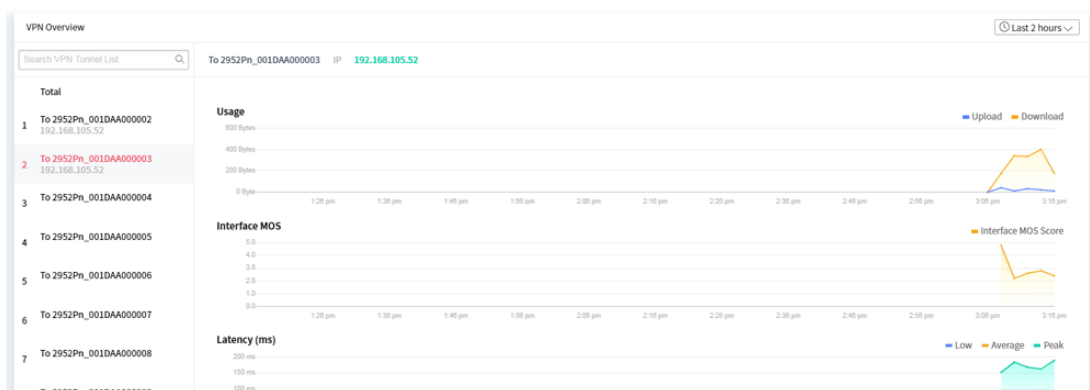 VPN Overview
Last 2 hours
Search VPN Tunnel List
To 2952Pn_001DAA000003 IP 192.168.105.52
Total
1 To 2952Pn_001DAA000002
192.168.105.52
2 To 2952Pn_001DAA000003
192.168.105.52
3 To 2952Pn_001DAA000004
4 To 2952Pn_001DAA000005
5 To 2952Pn_001DAA000006
6 To 2952Pn_001DAA000007
7 To 2952Pn_001DAA000008
Usage
Upload Download
600 Bytes
400 Bytes
200 Bytes
0 Byte
1:26 pm 1:36 pm 1:46 pm 1:56 pm 2:06 pm 2:16 pm 2:26 pm 2:36 pm 2:46 pm 2:56 pm 3:06 pm 3:16 pm
Interface MOS
Interface MOS Score
5.0
4.0
3.0
2.0
1.0
0.0
1:26 pm 1:36 pm 1:46 pm 1:56 pm 2:06 pm 2:16 pm 2:26 pm 2:36 pm 2:46 pm 2:56 pm 3:06 pm 3:16 pm
Latency (ms)
Low Average Peak
200 ms
150 ms
100 ms